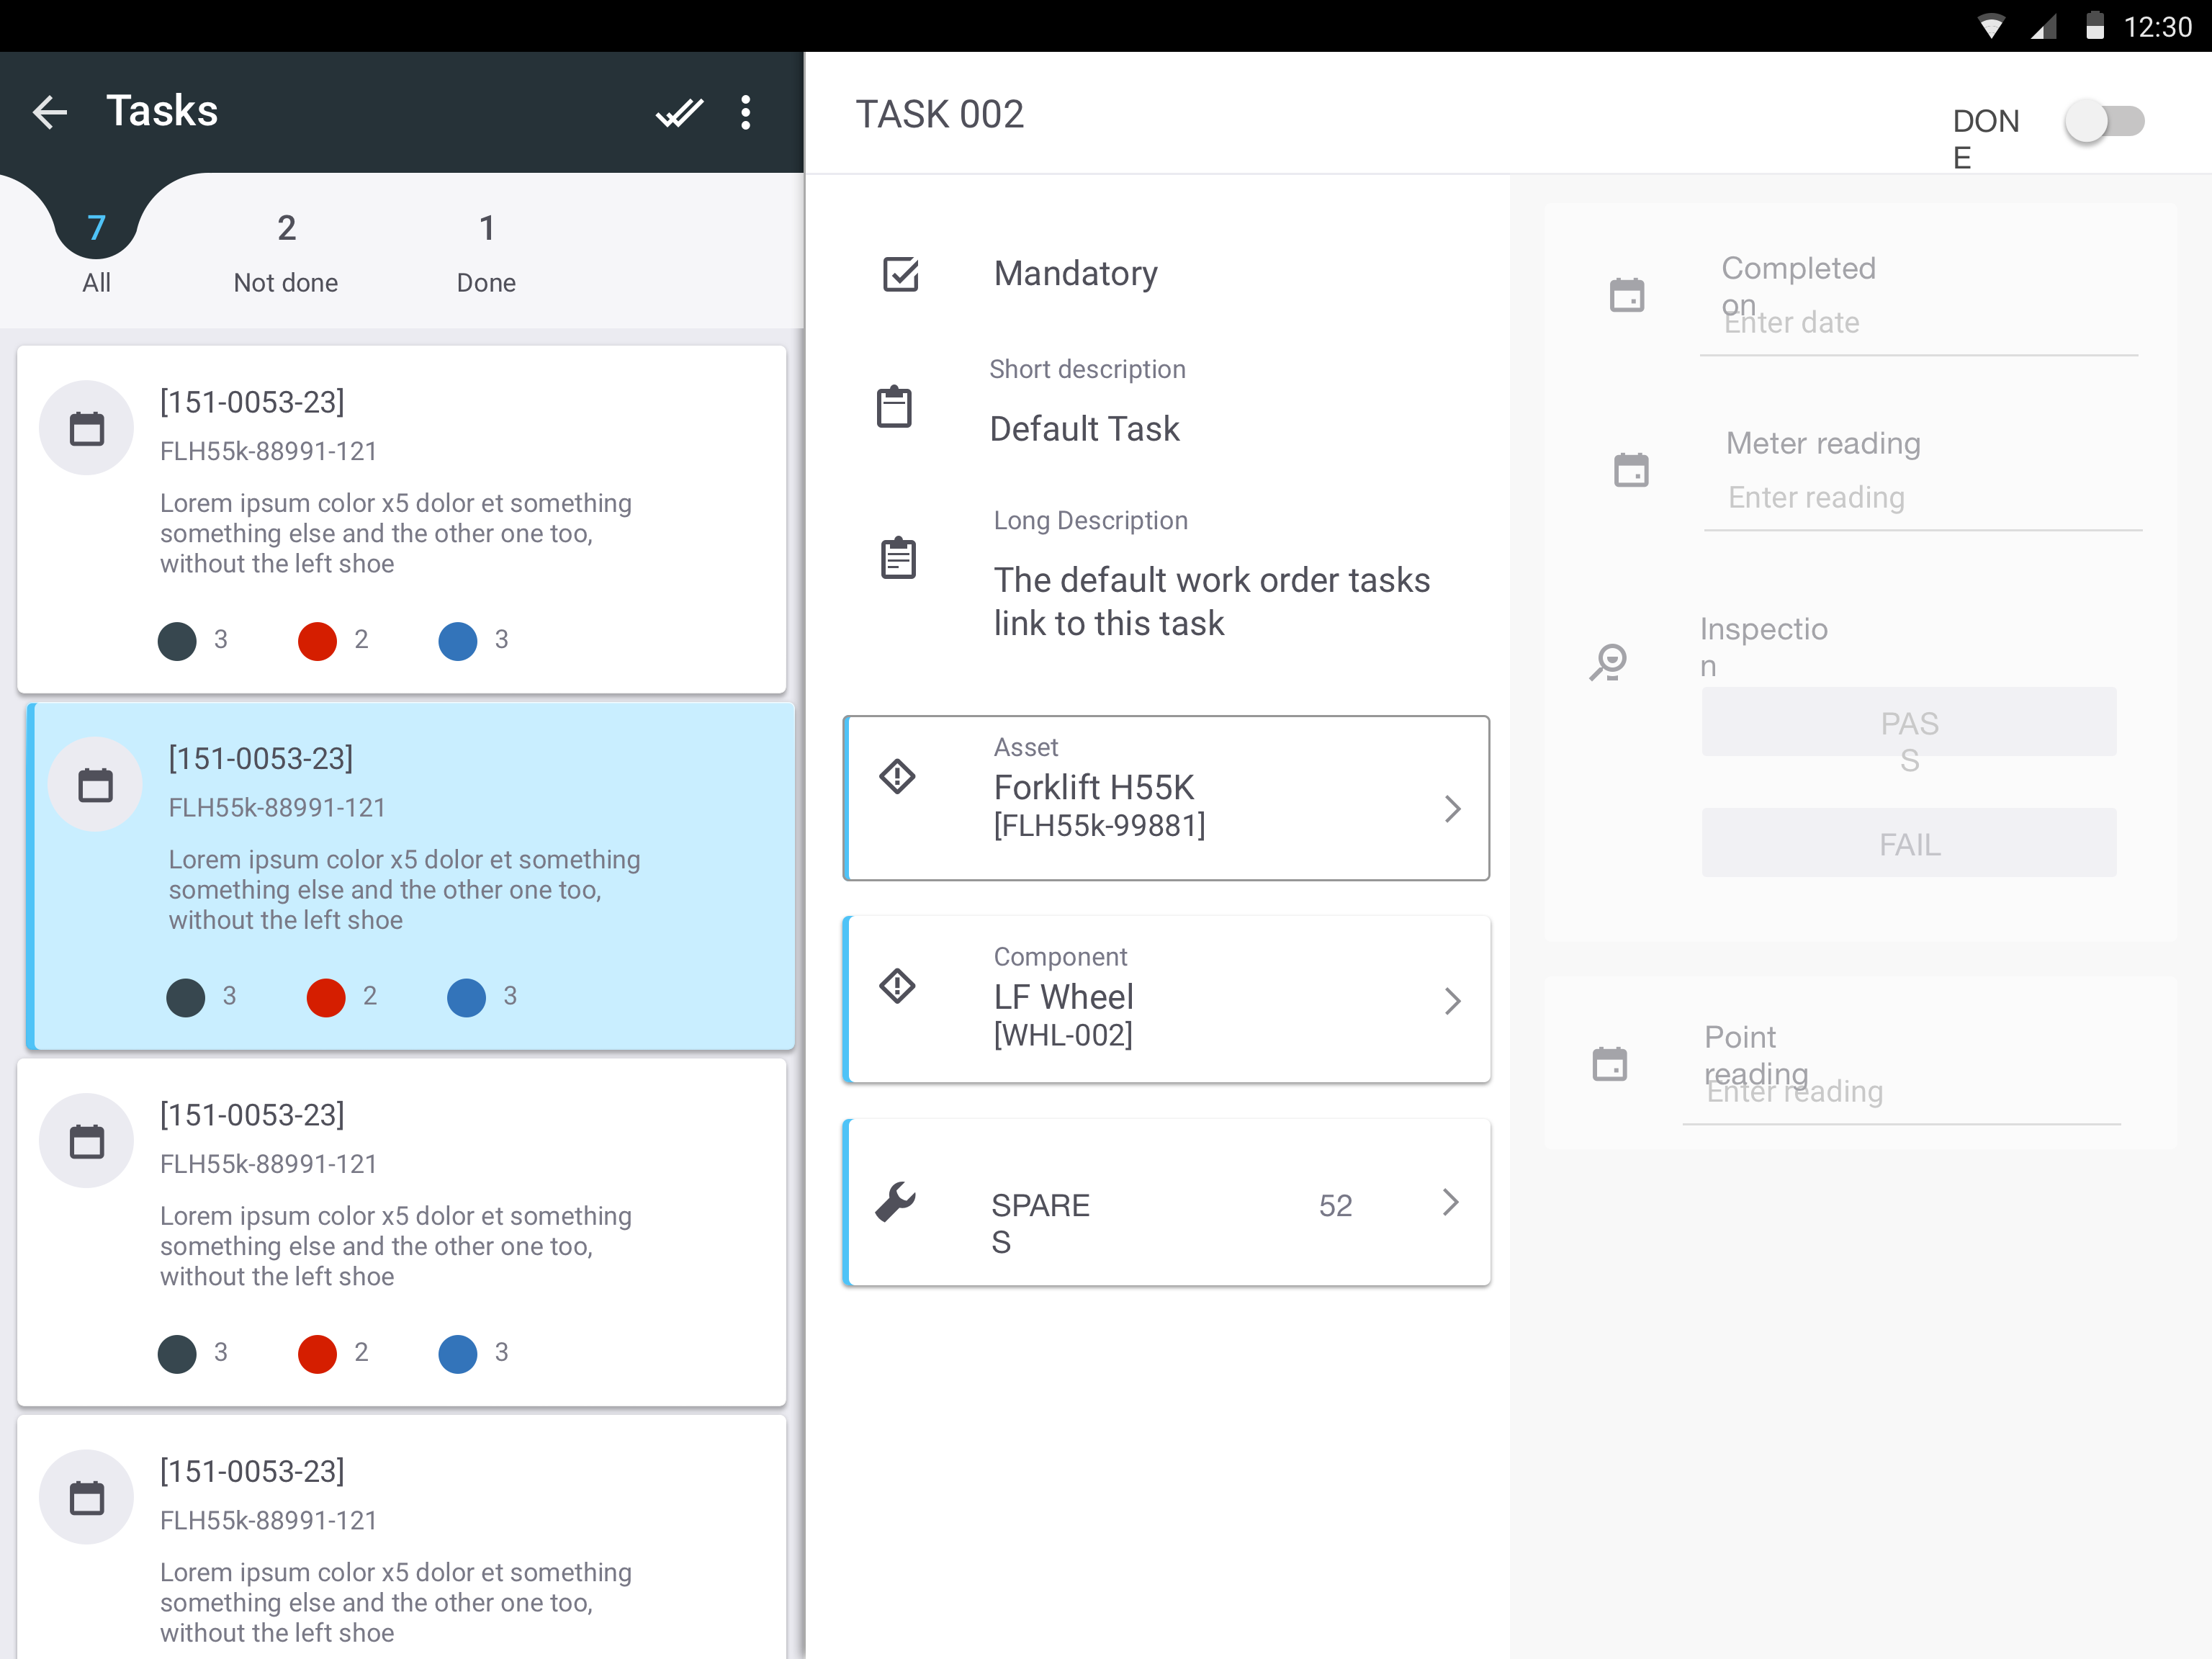 12:30
Tasks
7
All
2
Not done
1
Done
[151-0053-23]
FLH55k-88991-121
Lorem ipsum color x5 dolor et something
something else and the other one too,
without the left shoe
3
2
3
[151-0053-23]
FLH55k-88991-121
Lorem ipsum color x5 dolor et something
something else and the other one too,
without the left shoe
3
2
3
[151-0053-23]
FLH55k-88991-121
Lorem ipsum color x5 dolor et something
something else and the other one too,
without the left shoe
3
2
3
[151-0053-23]
FLH55k-88991-121
Lorem ipsum color x5 dolor et something
something else and the other one too,
without the left shoe
TASK 002
DON
E
Mandatory
Short description
Default Task
Long Description
The default work order tasks
link to this task
Asset
Forklift H55K
[FLH55k-99881]
Component
LF Wheel
[WHL-002]
SPARE
S
52
Completed
on
Enter date
Meter reading
Enter reading
Inspectio
n
PAS
S
FAIL
Point
reading
Enter reading